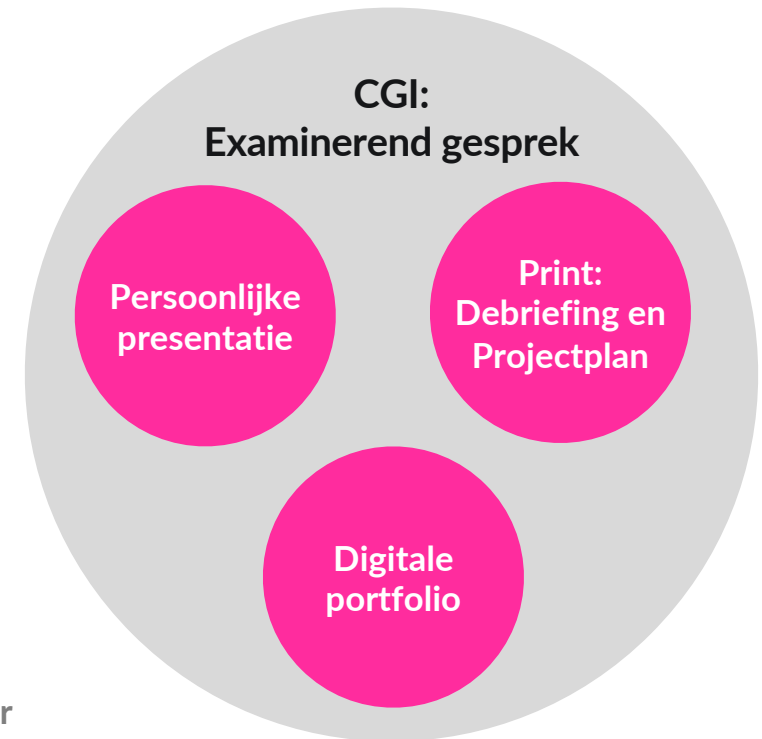 CGI:
Examinerend gesprek
Persoonlijke
presentatie
Print:
Debriefing en
Projectplan
Digitale
portfolio
r